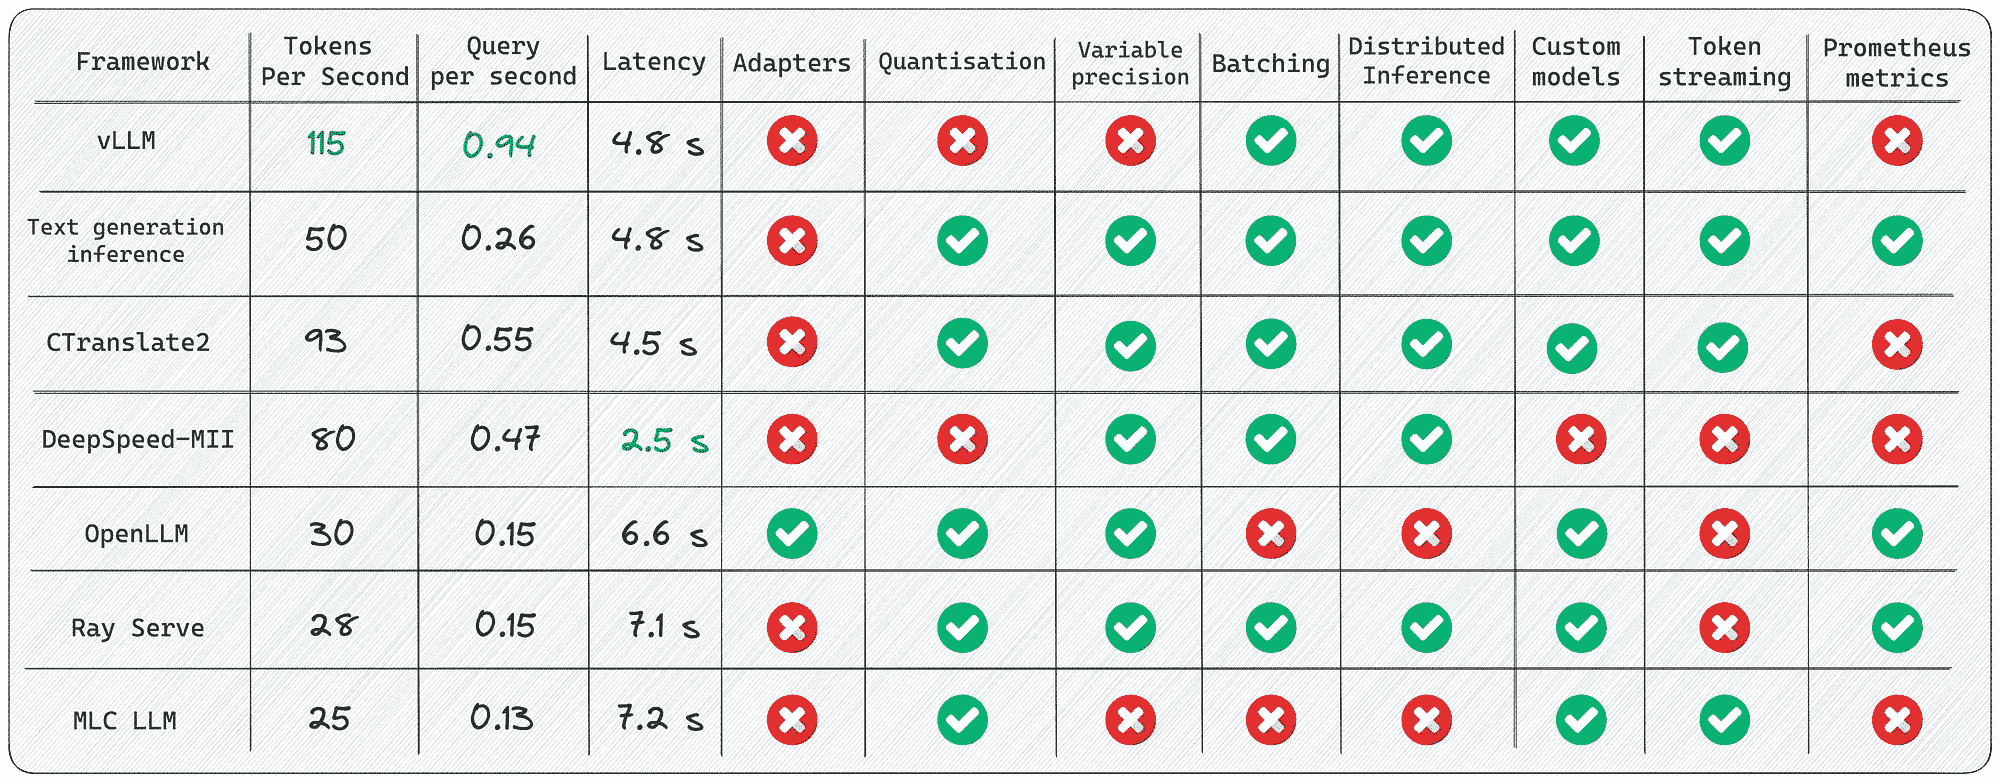 Framework Tokens Per Second Query per second Latency Adapters Quantisation Variable precision Batching Distributed Inference Custom models Token streaming Prometheus metrics
vLLM 115 0.94 4.8 s
Text generation inference 50 0.26 4.8 s
CTranslate2 93 0.55 4.5 s
DeepSpeed-MII 80 0.47 2.5 s
OpenLLM 30 0.15 6.6 s
Ray Serve 28 0.15 7.1 s
MLC LLM 25 0.13 7.2 s